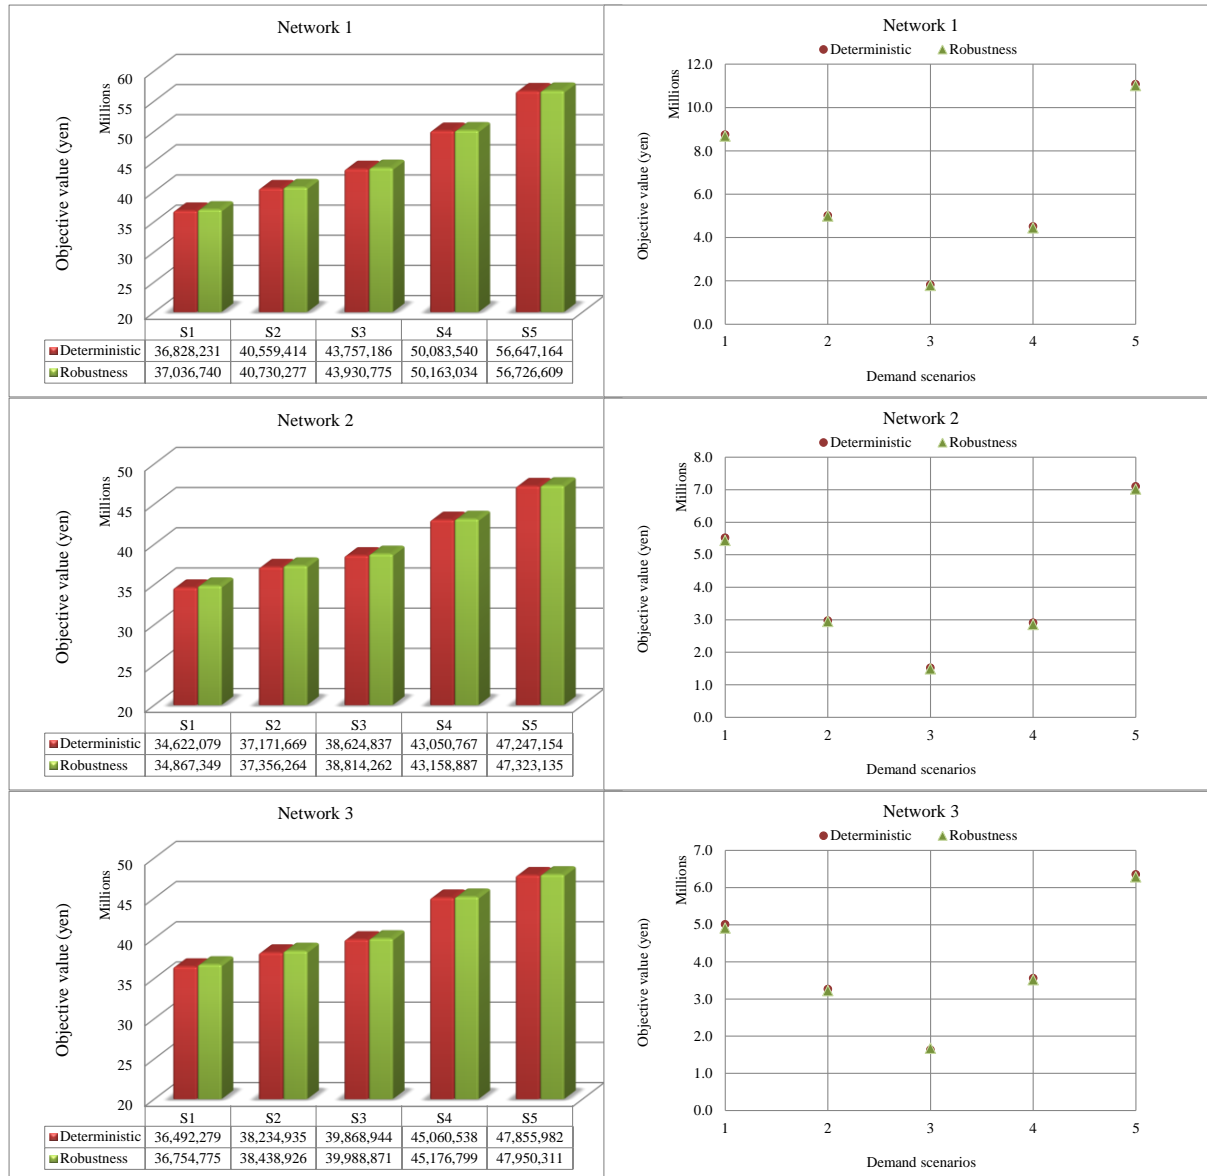 Network 1
Objective value (yen)
Millions
60
55
50
45
40
35
30
25
20
S1 S2 S3 S4 S5
Deterministic 36,828,231 40,559,414 43,757,186 50,083,540 56,647,164
Robustness 37,036,740 40,730,277 43,930,775 50,163,034 56,726,609
Network 1
Deterministic Robustness
Objective value (yen)
Millions
12.0
10.0
8.0
6.0
4.0
2.0
0.0
1 2 3 4 5
Demand scenarios
Network 2
Objective value (yen)
Millions
50
45
40
35
30
25
20
S1 S2 S3 S4 S5
Deterministic 34,622,079 37,171,669 38,624,837 43,050,767 47,247,154
Robustness 34,867,349 37,356,264 38,814,262 43,158,887 47,323,135
Network 2
Deterministic Robustness
Objective value (yen)
Millions
8.0
7.0
6.0
5.0
4.0
3.0
2.0
1.0
0.0
1 2 3 4 5
Demand scenarios
Network 3
Objective value (yen)
Millions
50
45
40
35
30
25
20
S1 S2 S3 S4 S5
Deterministic 36,492,279 38,234,935 39,868,944 45,060,538 47,855,982
Robustness 36,754,775 38,438,926 39,988,871 45,176,799 47,950,311
Network 3
Deterministic Robustness
Objective value (yen)
Millions
7.0
6.0
5.0
4.0
3.0
2.0
1.0
0.0
1 2 3 4 5
Demand scenarios